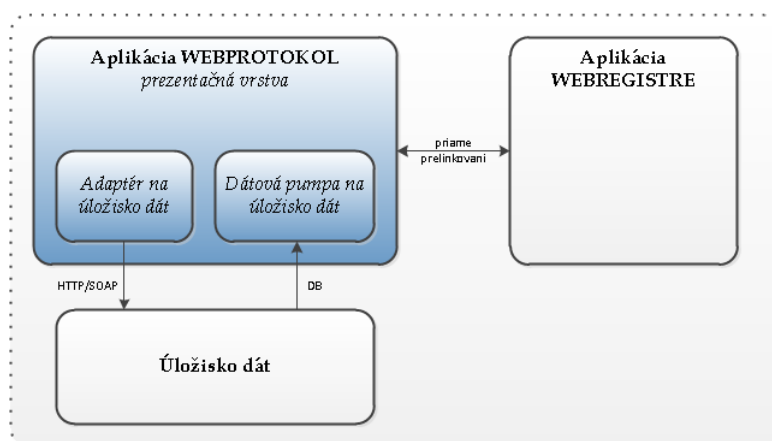 Aplikácia WEBPROTOKOL
prezentačná vrstva
Adaptér na
úložisko dát
Dátová pumpa na
úložisko dát
Aplikácia
WEBREGISTRE
priame
prelinkovani
HTTP/SOAP
DB
Úložisko dát